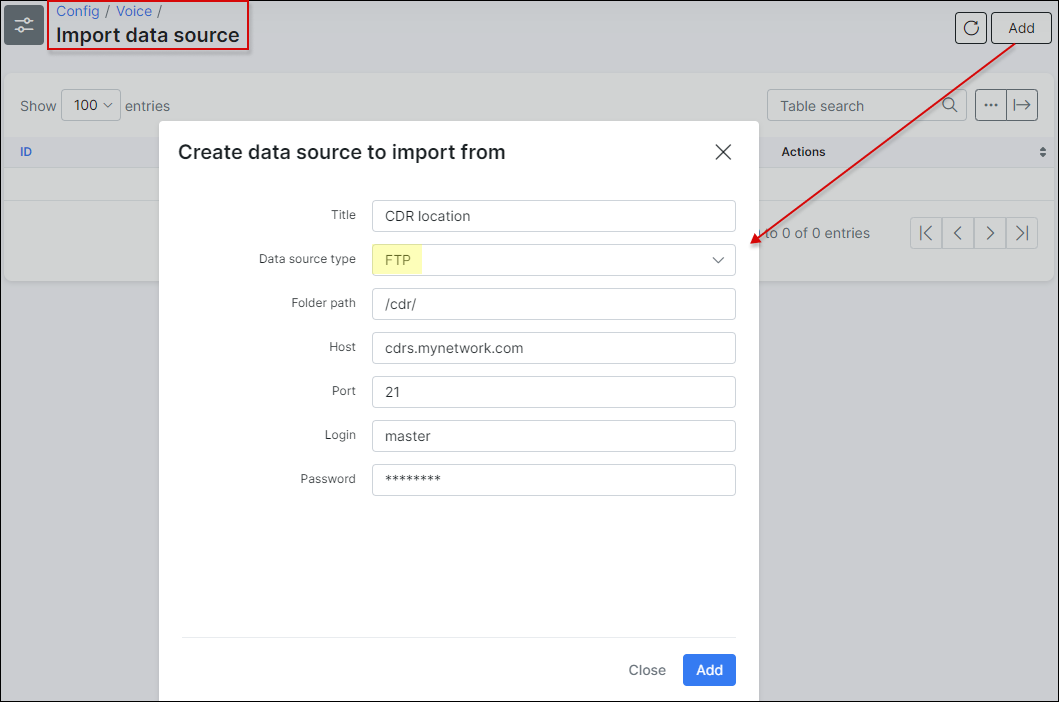 Config / Voice /
Import data source
Add
Show 100 entries
Table search
ID
Actions
to 0 of 0 entries
Create data source to import from
Title
CDR location
Data source type
FTP
Folder path
/cdr/
Host
cdrs.mynetwork.com
Port
21
Login
master
Password
********
Close
Add